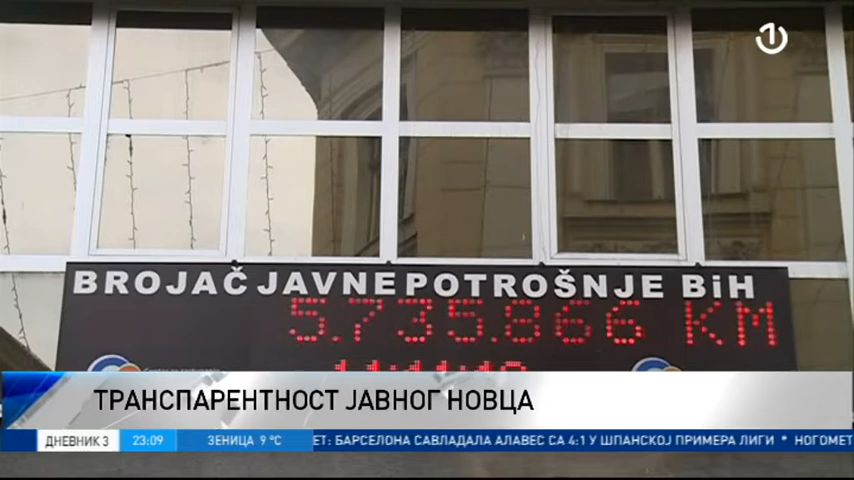 BROJAČ JAVNE POTROŠNJE BiH
5.735.866 KM
ТРАНСПАРЕНТНОСТ ЈАВНОГ НОВЦА
ДНЕВНИК 3 23:09 ЗЕНИЦА 9 °C ЕТ: БАРСЕЛОНА САВЛАДАЛА АЛАВЕС СА 4:1 У ШПАНСКОЈ ПРИМЕРА ЛИГИ * НОГОМЕТ